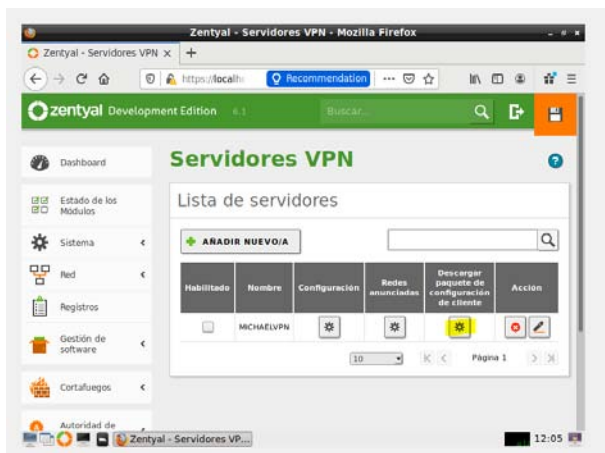 Zentyal - Servidores VPN - Mozilla Firefox
Zentyal - Servidores VPN × +
https://localh Recommendation
zentyal Development Edition 6.1 Buscar...
Servidores VPN
Dashboard
Estado de los Módulos
Sistema
Red
Registros
Gestión de software
Cortafuegos
Autoridad de
Lista de servidores
AÑADIR NUEVO/A
Habilitado Nombre Configuración Redes anunciadas Descargar paquete de configuración de cliente Acción
MICHAELVPN
10 Página 1
Zentyal - Servidores VP...
12:05